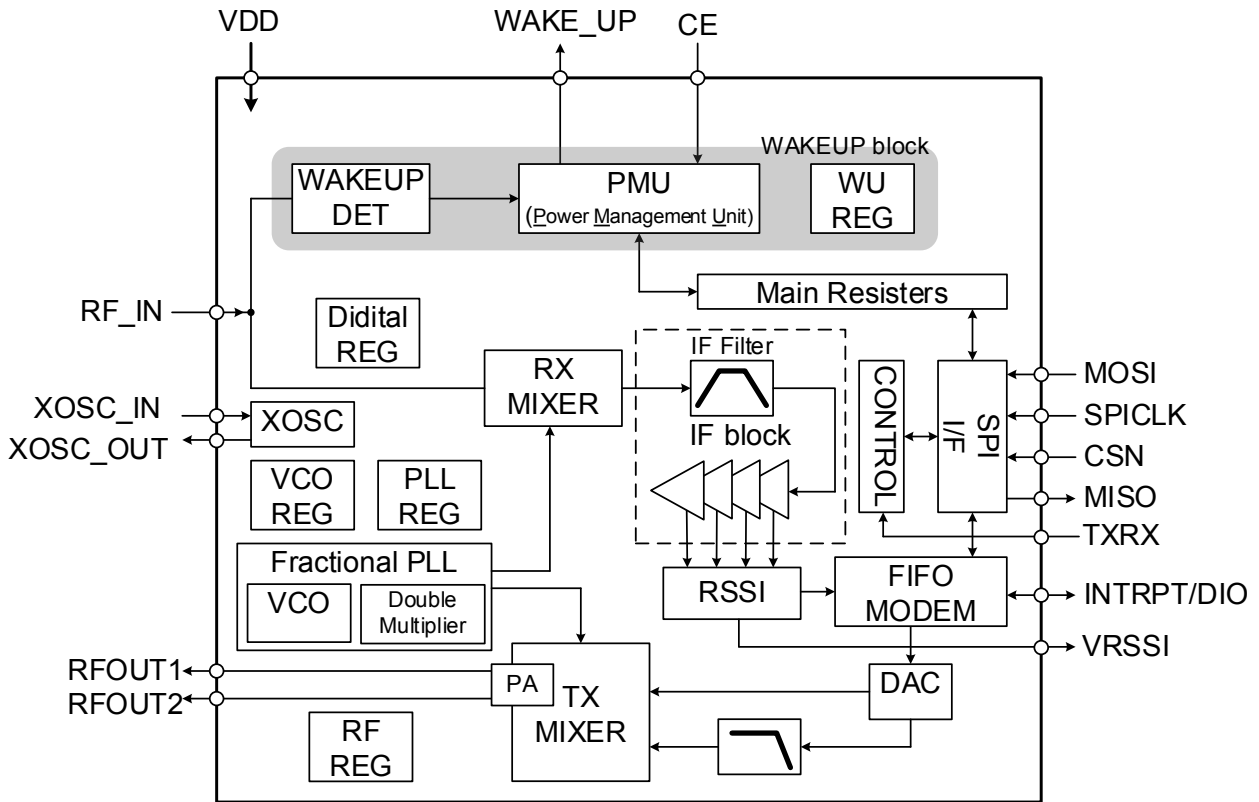 VDD
WAKE_UP
CE
WAKEUP block
WAKEUP
DET
PMU
(Power Management Unit)
WU
REG
Main Resisters
RF_IN
Didital
REG
RX
MIXER
IF Filter
IF block
CONTROL
SPI
I/F
MOSI
SPICLK
CSN
MISO
TXRX
XOSC_IN
XOSC_OUT
XOSC
VCO
REG
PLL
REG
Fractional PLL
VCO
Double
Multiplier
RSSI
FIFO
MODEM
INTRPT/DIO
VRSSI
RFOUT1
RFOUT2
PA
TX
MIXER
DAC
RF
REG